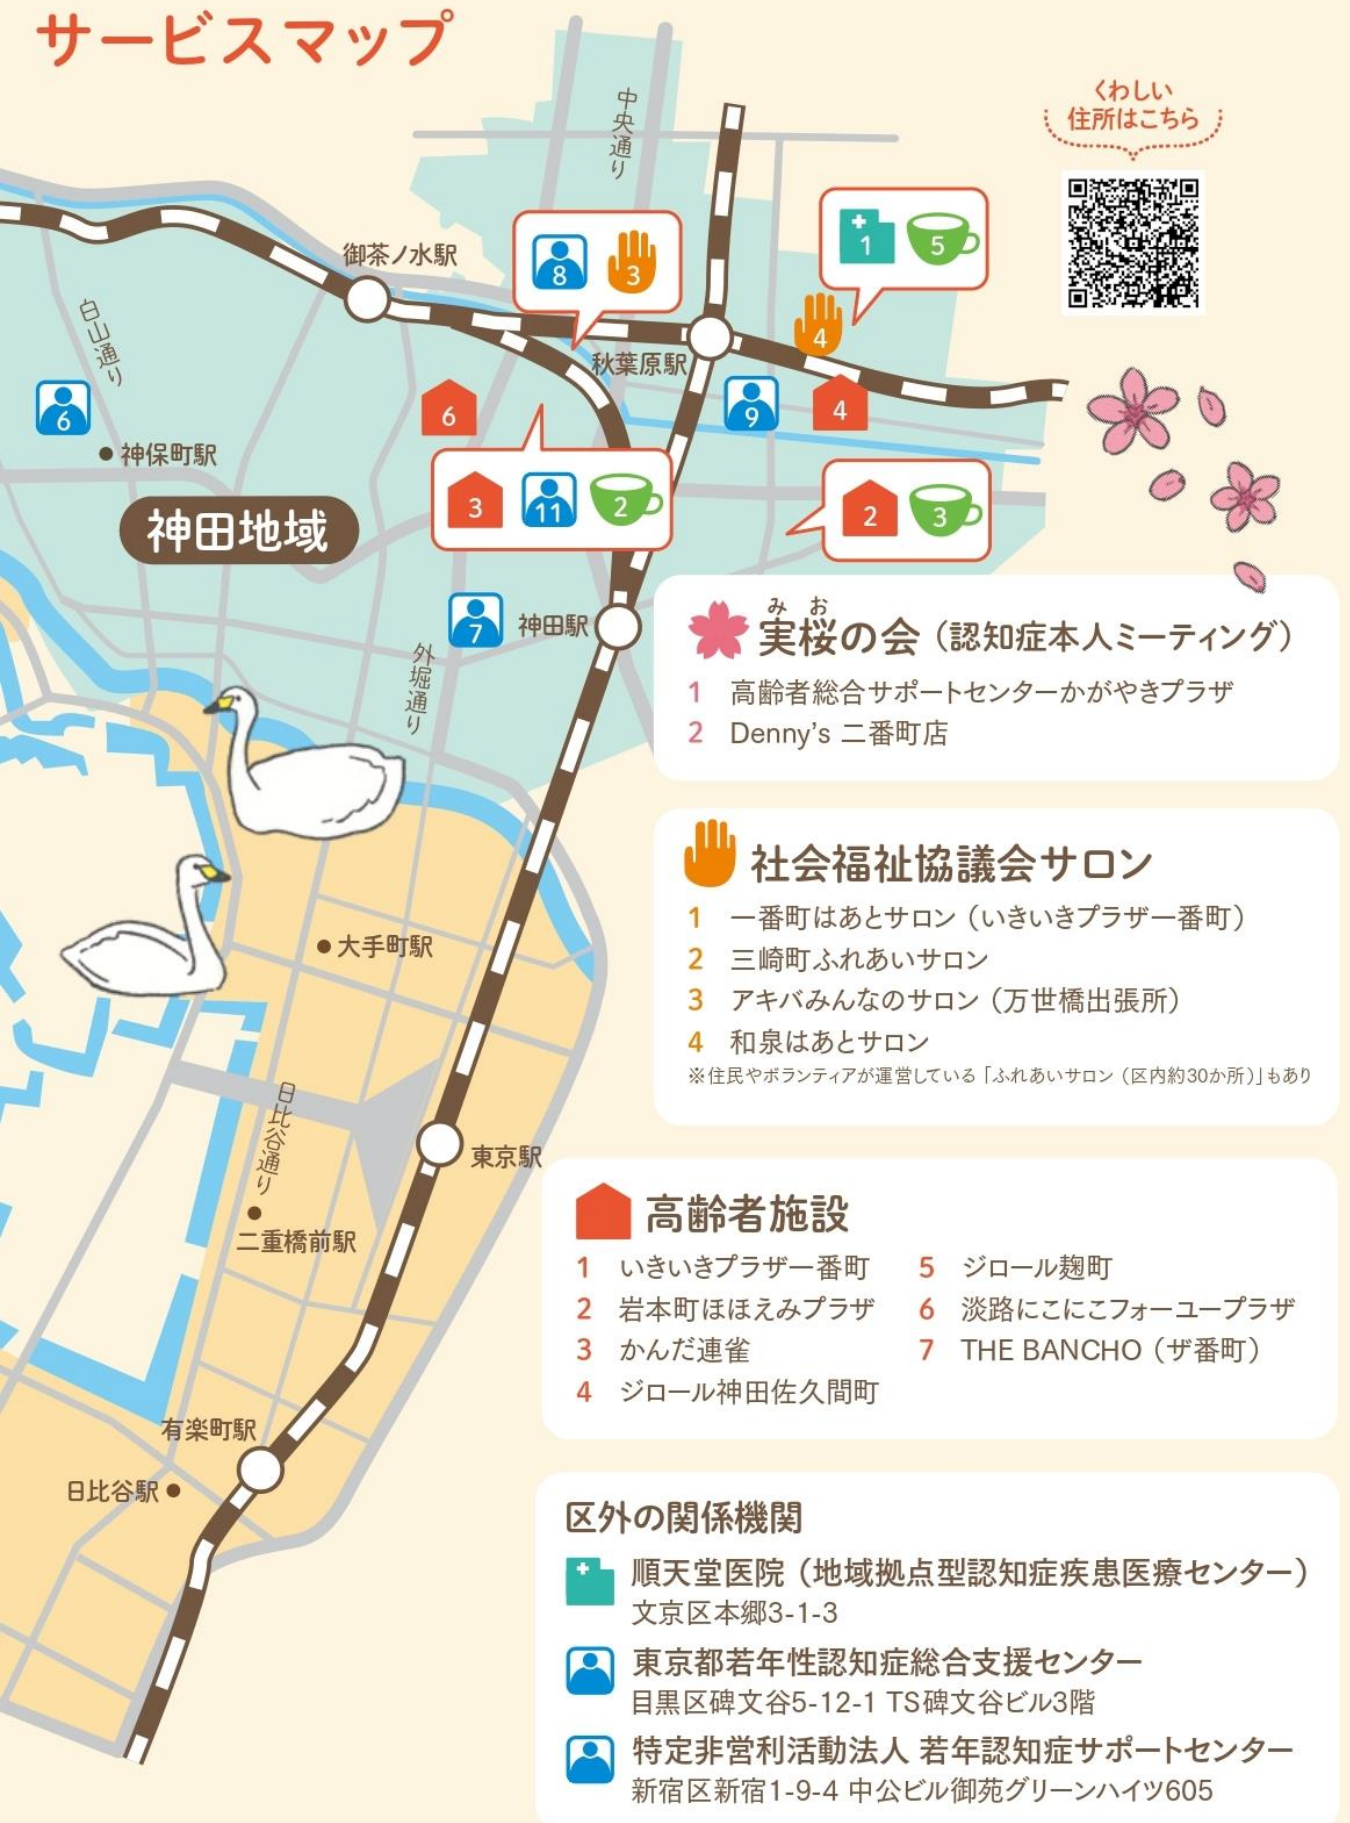 サービスマップ
くわしい
住所はこちら
中央通り
御茶ノ水駅
8
3
1
5
白山通り
4
秋葉原駅
6
6
9
4
神保町駅
3
11
2
2
3
神田地域
7
神田駅
外堀通り
みお
実桜の会（認知症本人ミーティング）
1 高齢者総合サポートセンターかがやきプラザ
2 Denny's 二番町店
社会福祉協議会サロン
1 一番町はあとサロン（いきいきプラザ一番町）
2 三崎町ふれあいサロン
3 アキバみんなのサロン（万世橋出張所）
4 和泉はあとサロン
※住民やボランティアが運営している「ふれあいサロン（区内約30か所）」もあり
大手町駅
日比谷通り
東京駅
二重橋前駅
有楽町駅
日比谷駅
高齢者施設
1 いきいきプラザ一番町
2 岩本町ほほえみプラザ
3 かんだ連雀
4 ジロール神田佐久間町
5 ジロール麹町
6 淡路にこにこフォーユープラザ
7 THE BANCHO（ザ番町）
区外の関係機関
順天堂医院（地域拠点型認知症疾患医療センター）
文京区本郷3-1-3
東京都若年性認知症総合支援センター
目黒区碑文谷5-12-1 TS碑文谷ビル3階
特定非営利活動法人 若年認知症サポートセンター
新宿区新宿1-9-4 中公ビル御苑グリーンハイツ605